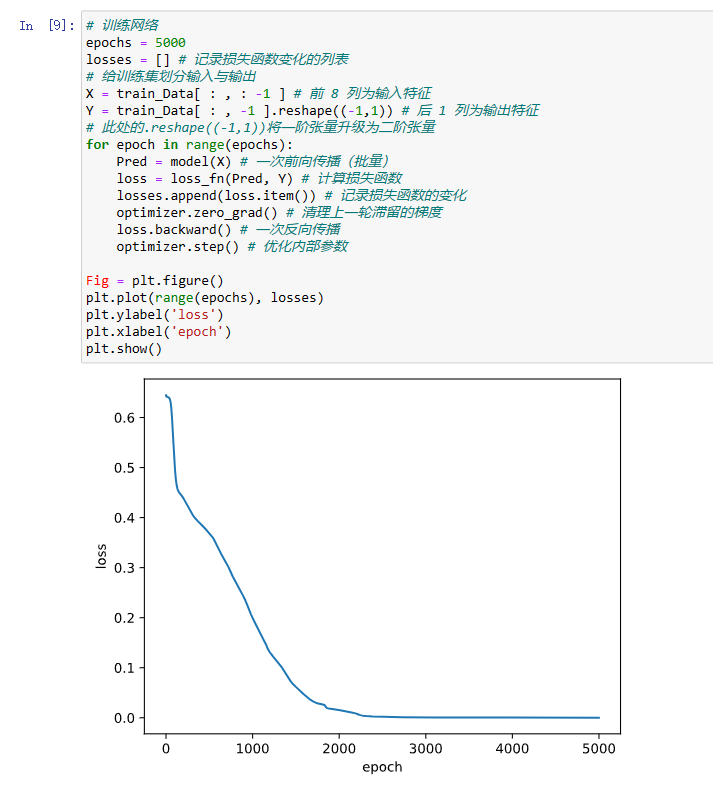 In [9]:
# 训练网络
epochs = 5000
losses = [] # 记录损失函数变化的列表
# 给训练集划分输入与输出
X = train_Data[ : , : -1 ] # 前 8 列为输入特征
Y = train_Data[ : , -1 ].reshape((-1,1)) # 后 1 列为输出特征
# 此处的.reshape((-1,1))将一阶张量升级为二阶张量
for epoch in range(epochs):
    Pred = model(X) # 一次前向传播（批量）
    loss = loss_fn(Pred, Y) # 计算损失函数
    losses.append(loss.item()) # 记录损失函数的变化
    optimizer.zero_grad() # 清理上一轮滞留的梯度
    loss.backward() # 一次反向传播
    optimizer.step() # 优化内部参数
Fig = plt.figure()
plt.plot(range(epochs), losses)
plt.ylabel('loss')
plt.xlabel('epoch')
plt.show()
0.6
0.5
0.4
0.3
0.2
0.1
0.0
loss
0 1000 2000 3000 4000 5000
epoch